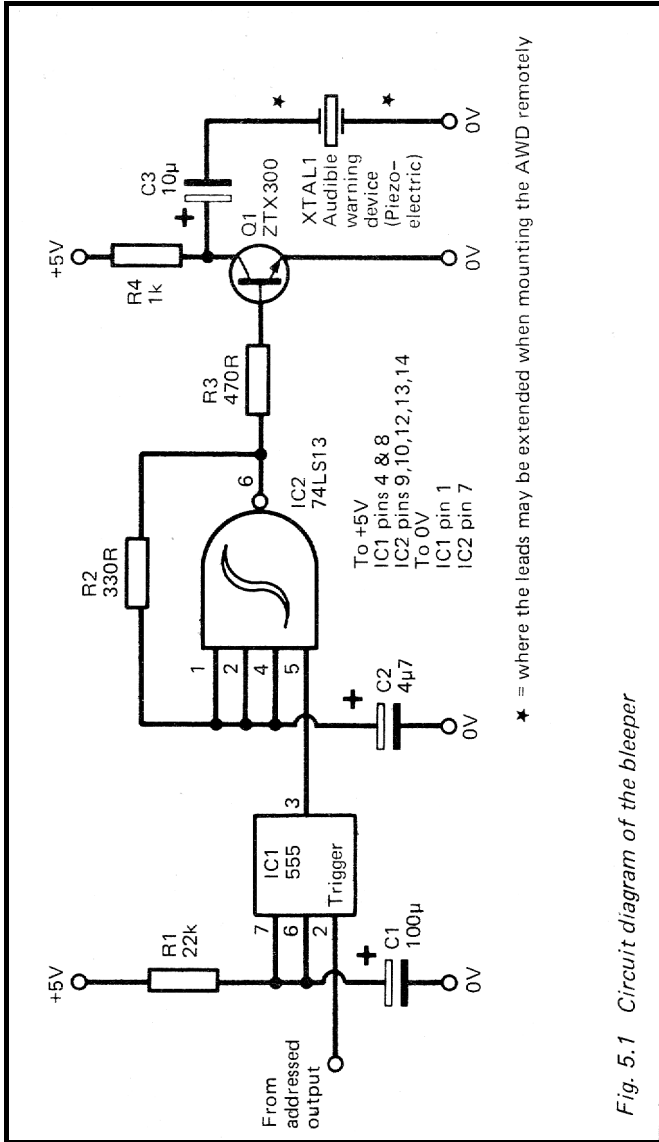 +5V
R1
22k
From
addressed
output
7
6
2
IC1
555
Trigger
3
+
C1
100µ
0V
R2
330R
1
2
4
5
6
IC2
74LS13
+
C2
4µ7
0V
To +5V
IC1 pins 4 & 8
IC2 pins 9,10,12,13,14
To 0V
IC1 pin 1
IC2 pin 7
R3
470R
+5V
R4
1k
Q1
ZTX300
0V
+
C3
10µ
XTAL1
Audible
warning
device
(Piezo-
electric)
★
★
0V
★ = where the leads may be extended when mounting the AWD remotely
Fig. 5.1 Circuit diagram of the bleeper